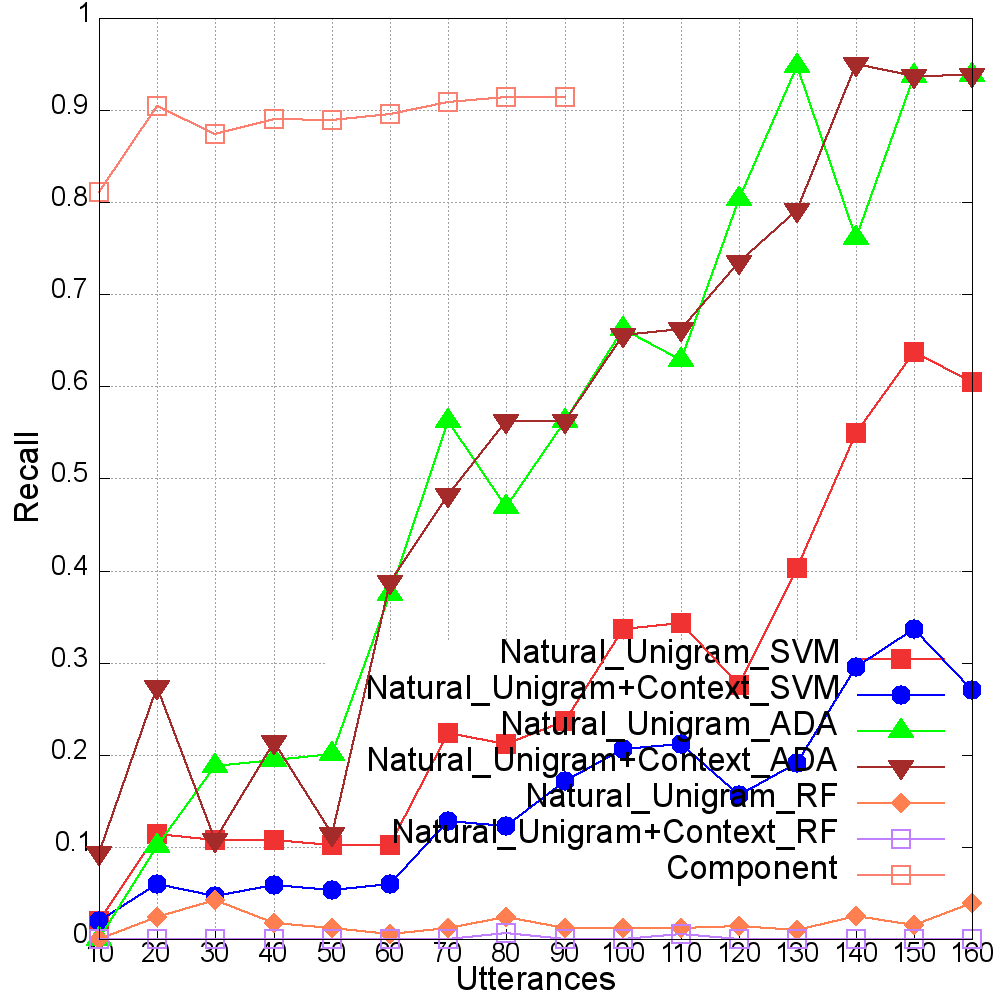 1
0.9
0.8
0.7
0.6
0.5
0.4
0.3
0.2
0.1
0
Recall
Natural_Unigram_SVM
Natural_Unigram+Context_SVM
Natural_Unigram_ADA
Natural_Unigram+Context_ADA
Natural_Unigram_RF
Natural_Unigram+Context_RF
Component
10 20 30 40 50 60 70 80 90 100 110 120 130 140 150 160
Utterances